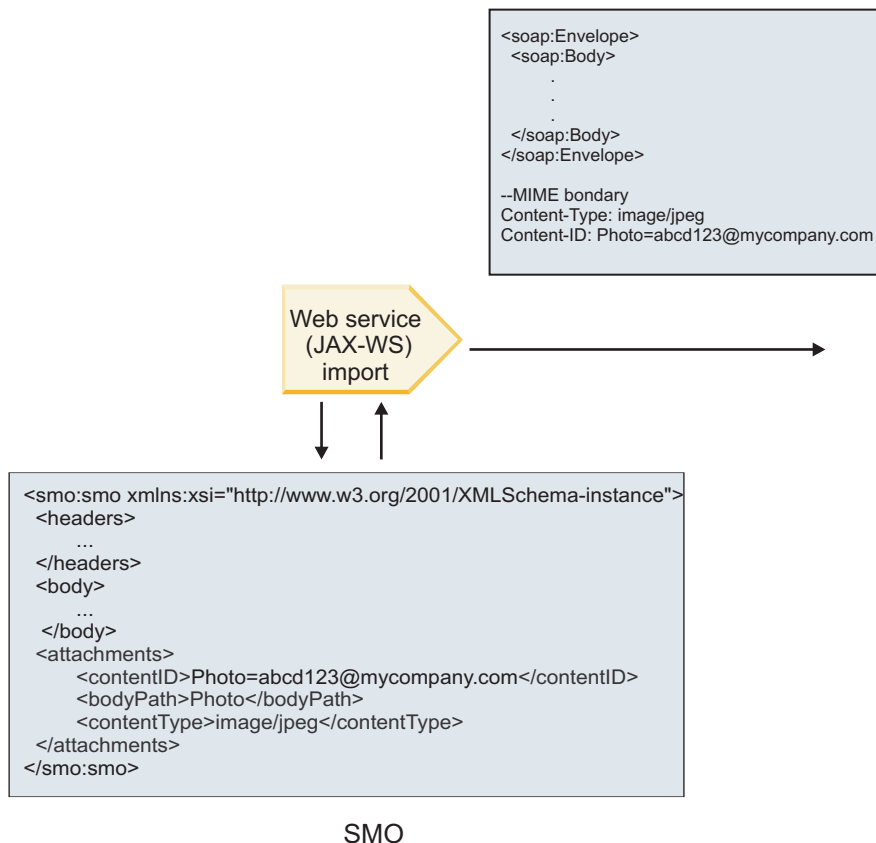 <soap:Envelope>
<soap:Body>
.
.
.
</soap:Body>
</soap:Envelope>
--MIME bondary
Content-Type: image/jpeg
Content-ID: Photo=abcd123@mycompany.com
Web service
(JAX-WS)
import
<smo:smo xmlns:xsi="http://www.w3.org/2001/XMLSchema-instance">
<headers>
...
</headers>
<body>
...
</body>
<attachments>
<contentID>Photo=abcd123@mycompany.com</contentID>
<bodyPath>Photo</bodyPath>
<contentType>image/jpeg</contentType>
</attachments>
</smo:smo>
SMO